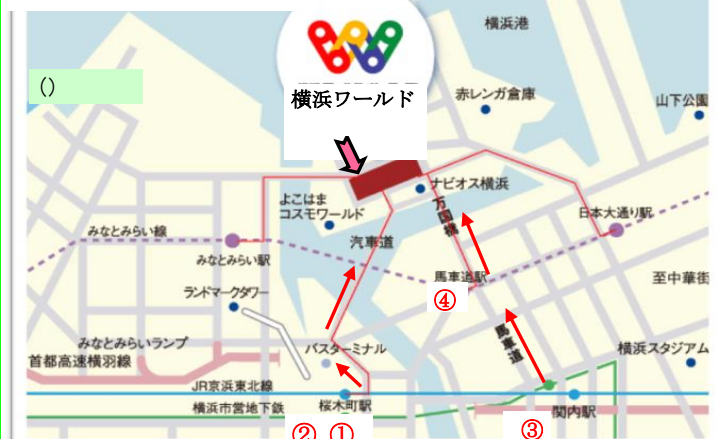 横浜港
()
横浜ワールド
赤レンガ倉庫
山下公園
ナビオス横浜
よこはま
コスモワールド
万国橋
日本大通り駅
みなとみらい線
汽車道
みなとみらい駅
馬車道駅
至中華街
ランドマークタワー
④
馬車道
みなとみらいランプ
バスターミナル
横浜スタジアム
首都高速横羽線
JR京浜東北線
横浜市営地下鉄
桜木町駅
関内駅
② ①
③